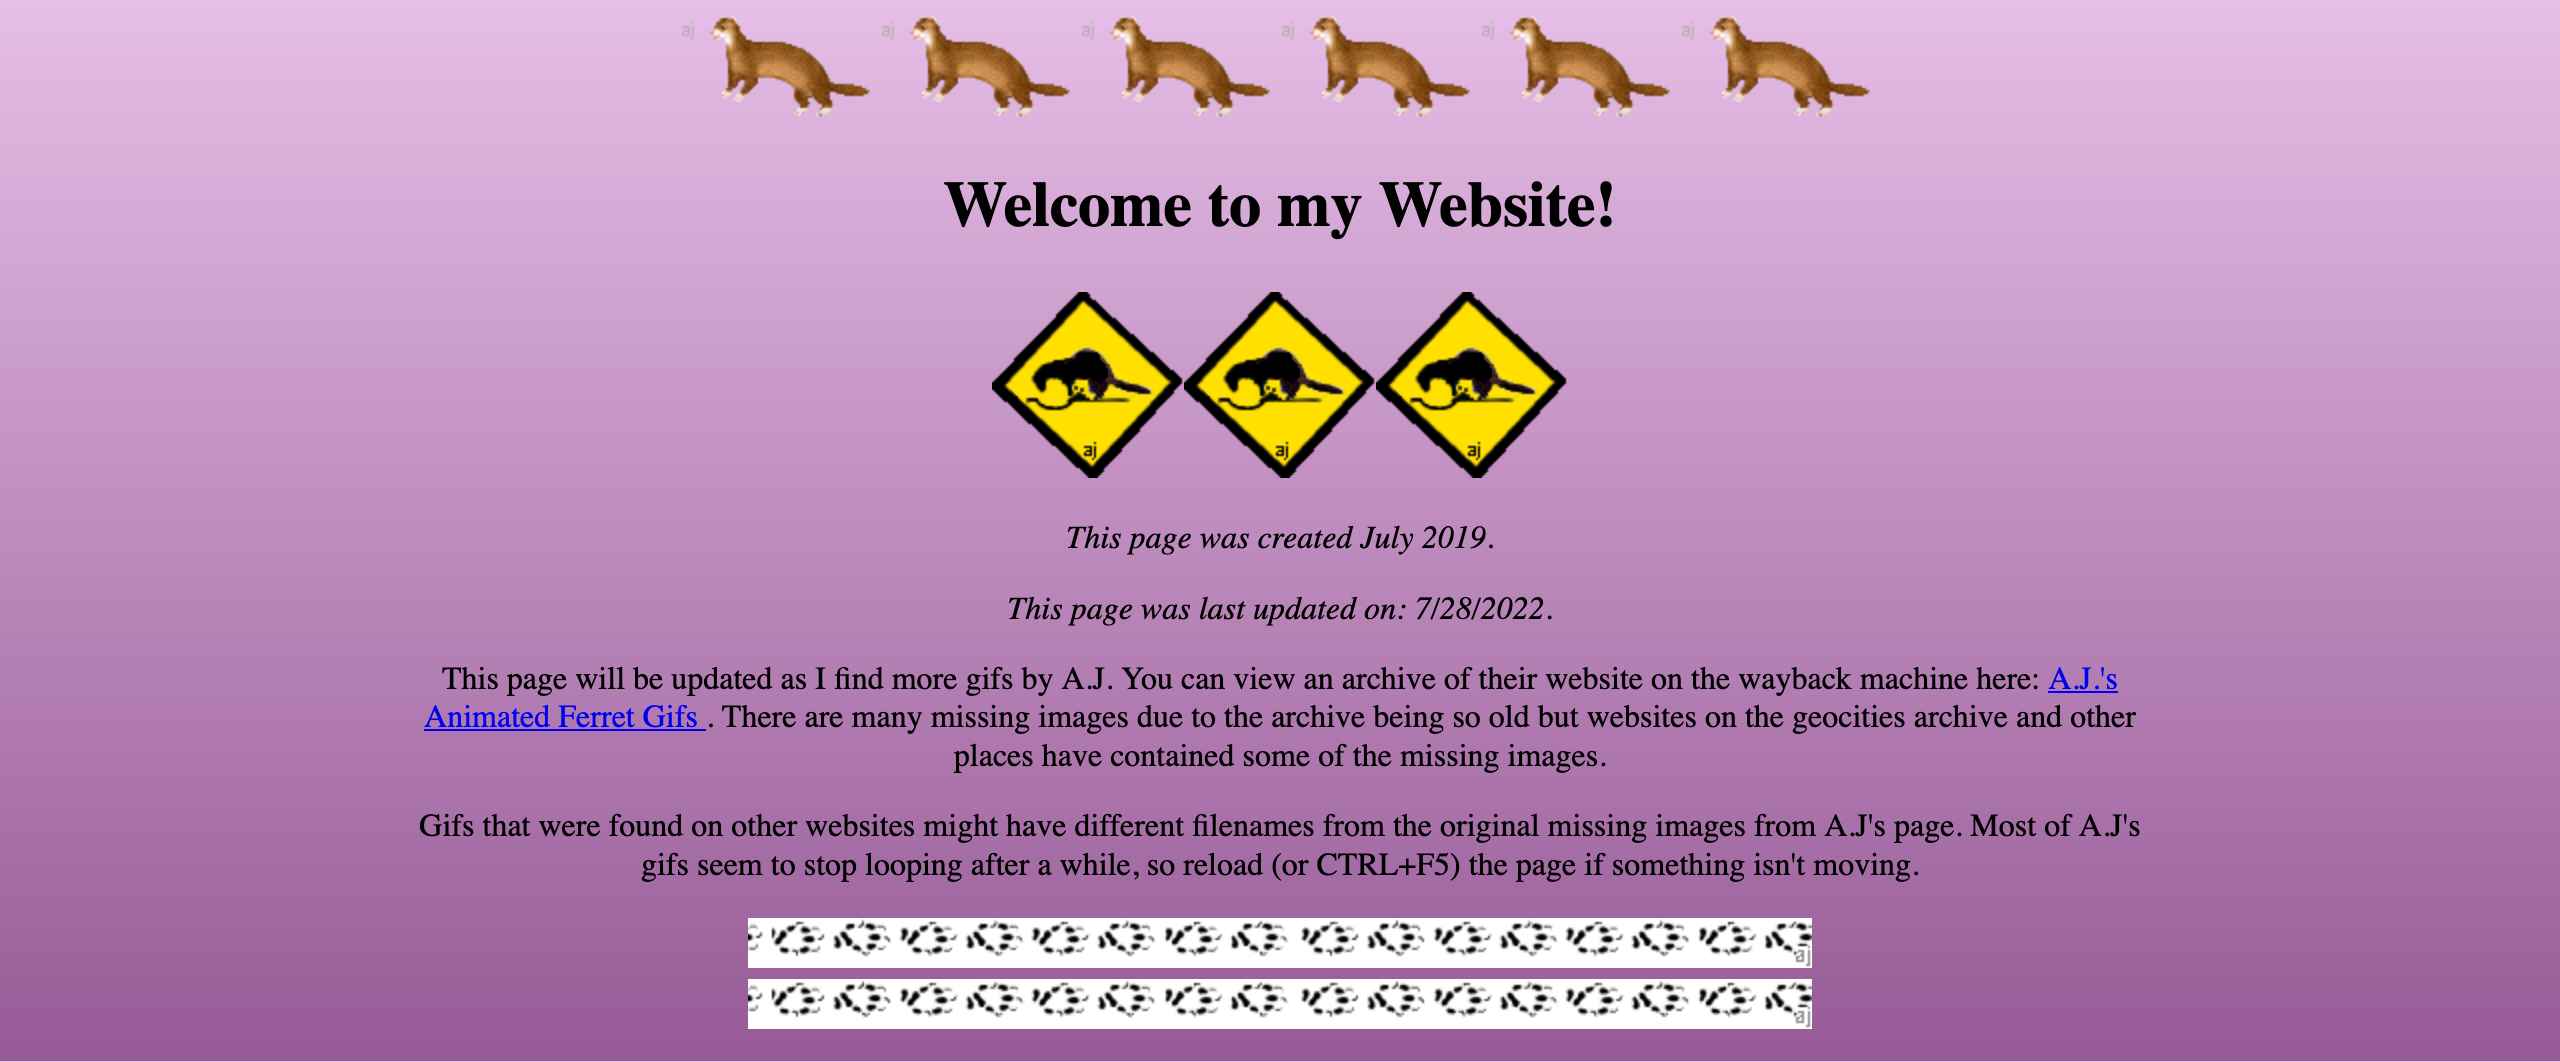 aj aj aj aj aj aj
Welcome to my Website!
aj aj aj
This page was created July 2019.
This page was last updated on: 7/28/2022.
This page will be updated as I find more gifs by A.J. You can view an archive of their website on the wayback machine here: A.J.'s
Animated Ferret Gifs . There are many missing images due to the archive being so old but websites on the geocities archive and other
places have contained some of the missing images.
Gifs that were found on other websites might have different filenames from the original missing images from A.J's page. Most of A.J's
gifs seem to stop looping after a while, so reload (or CTRL+F5) the page if something isn't moving.
aj
aj